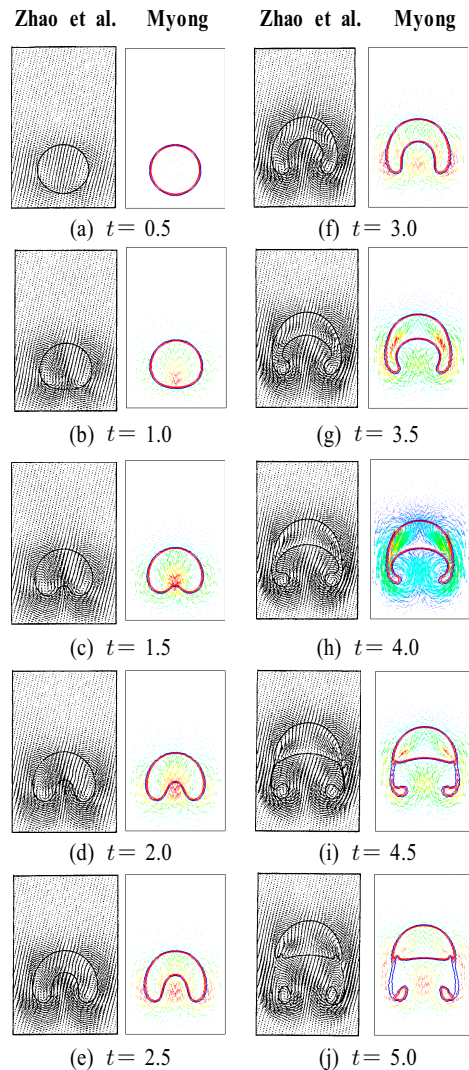 Zhao et al. Myong Zhao et al. Myong
(a) t = 0.5
(f) t = 3.0
(b) t = 1.0
(g) t = 3.5
(c) t = 1.5
(h) t = 4.0
(d) t = 2.0
(i) t = 4.5
(e) t = 2.5
(j) t = 5.0